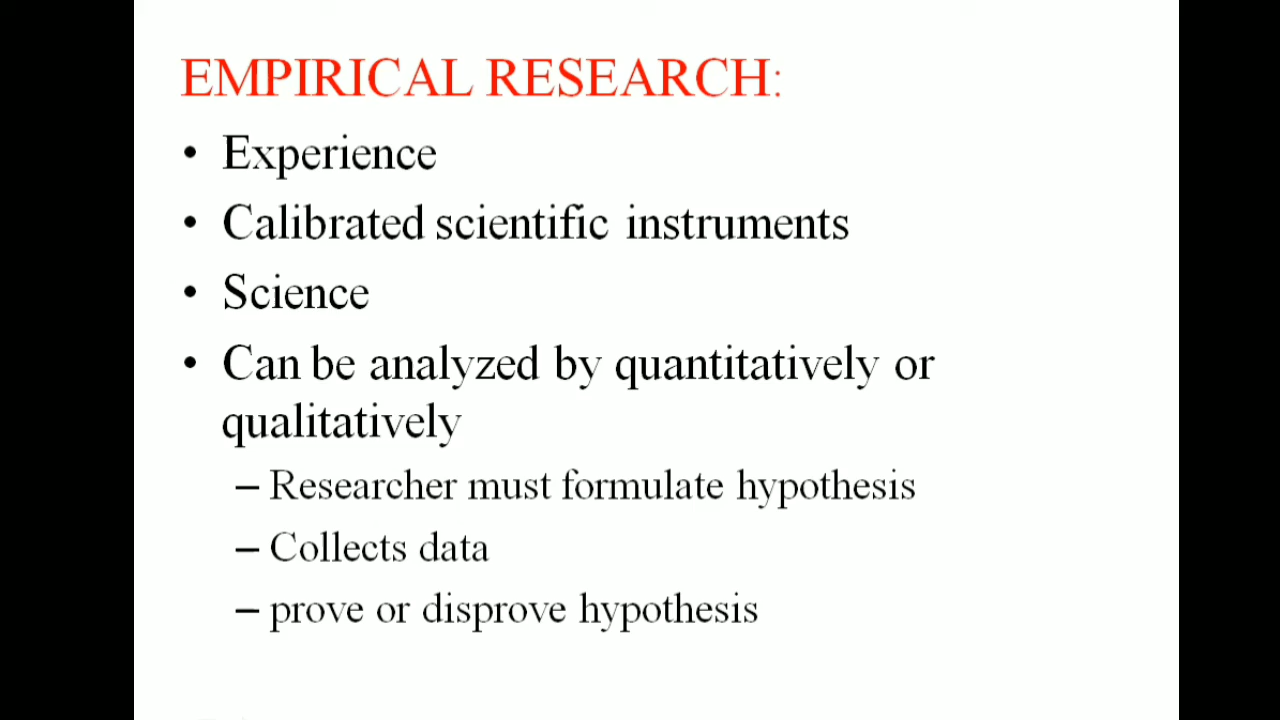 EMPIRICAL RESEARCH:
• Experience
• Calibrated scientific instruments
• Science
• Can be analyzed by quantitatively or
qualitatively
– Researcher must formulate hypothesis
– Collects data
– prove or disprove hypothesis